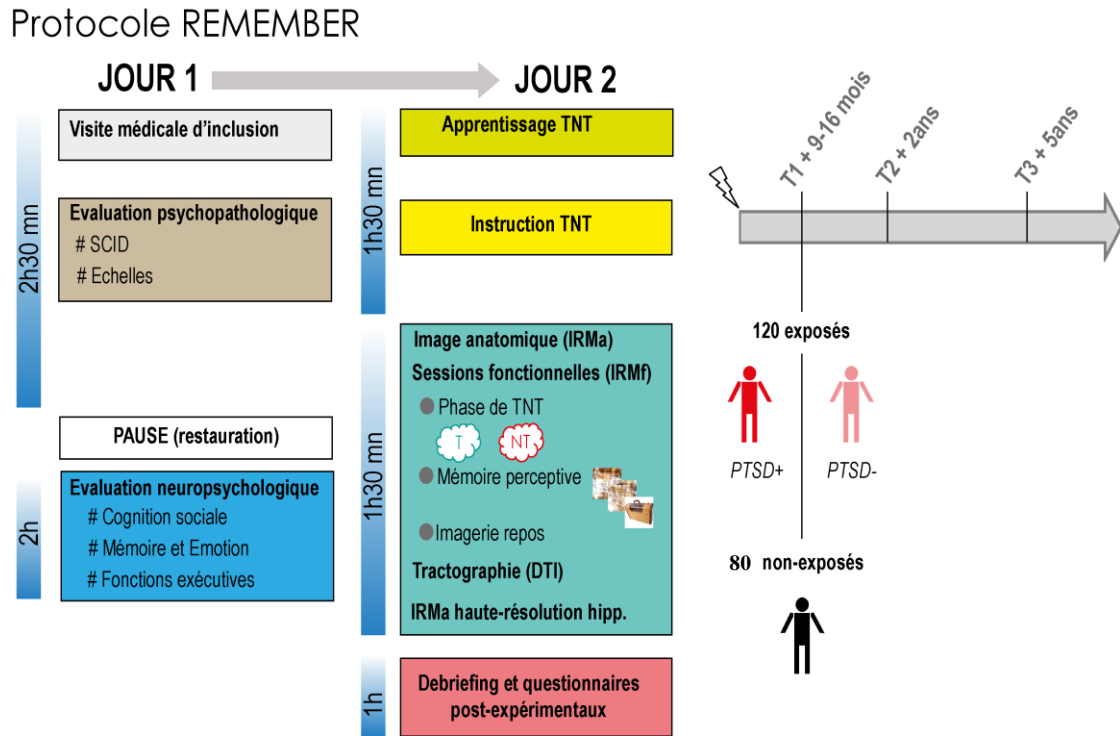 Protocole REMEMBER
JOUR 1
JOUR 2
2h30 mn
Visite médicale d'inclusion
Evaluation psychopathologique
# SCID
# Echelles
PAUSE (restauration)
2h
Evaluation neuropsychologique
# Cognition sociale
# Mémoire et Emotion
# Fonctions exécutives
1h30 mn
Apprentissage TNT
Instruction TNT
1h30 mn
Image anatomique (IRMa)
Sessions fonctionnelles (IRMf)
Phase de TNT
T
NT
Mémoire perceptive
Imagerie repos
Tractographie (DTI)
IRMa haute-résolution hipp.
1h
Debriefing et questionnaires
post-expérimentaux
T1 + 9-16 mois
T2 + 2ans
T3 + 5ans
120 exposés
PTSD+
PTSD-
80 non-exposés